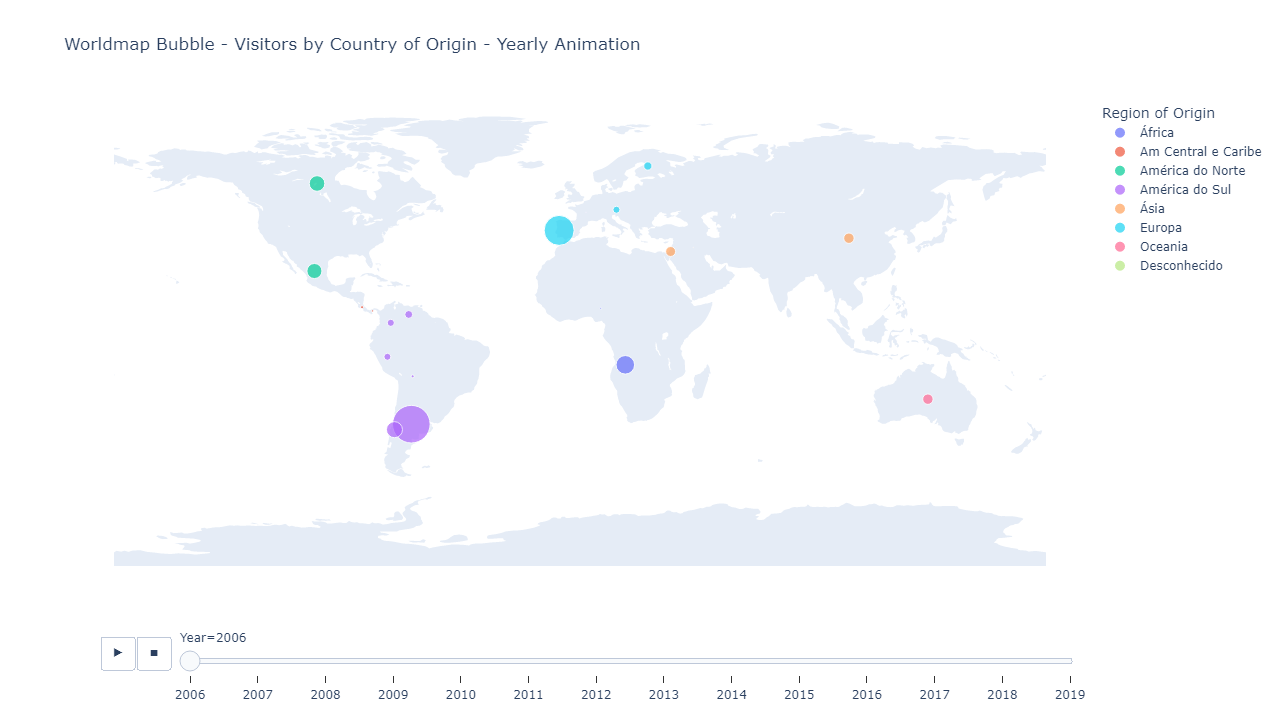 Worldmap Bubble - Visitors by Country of Origin - Yearly Animation
Region of Origin
África
Am Central e Caribe
América do Norte
América do Sul
Ásia
Europa
Oceania
Desconhecido
Year=2006
2006 2007 2008 2009 2010 2011 2012 2013 2014 2015 2016 2017 2018 2019